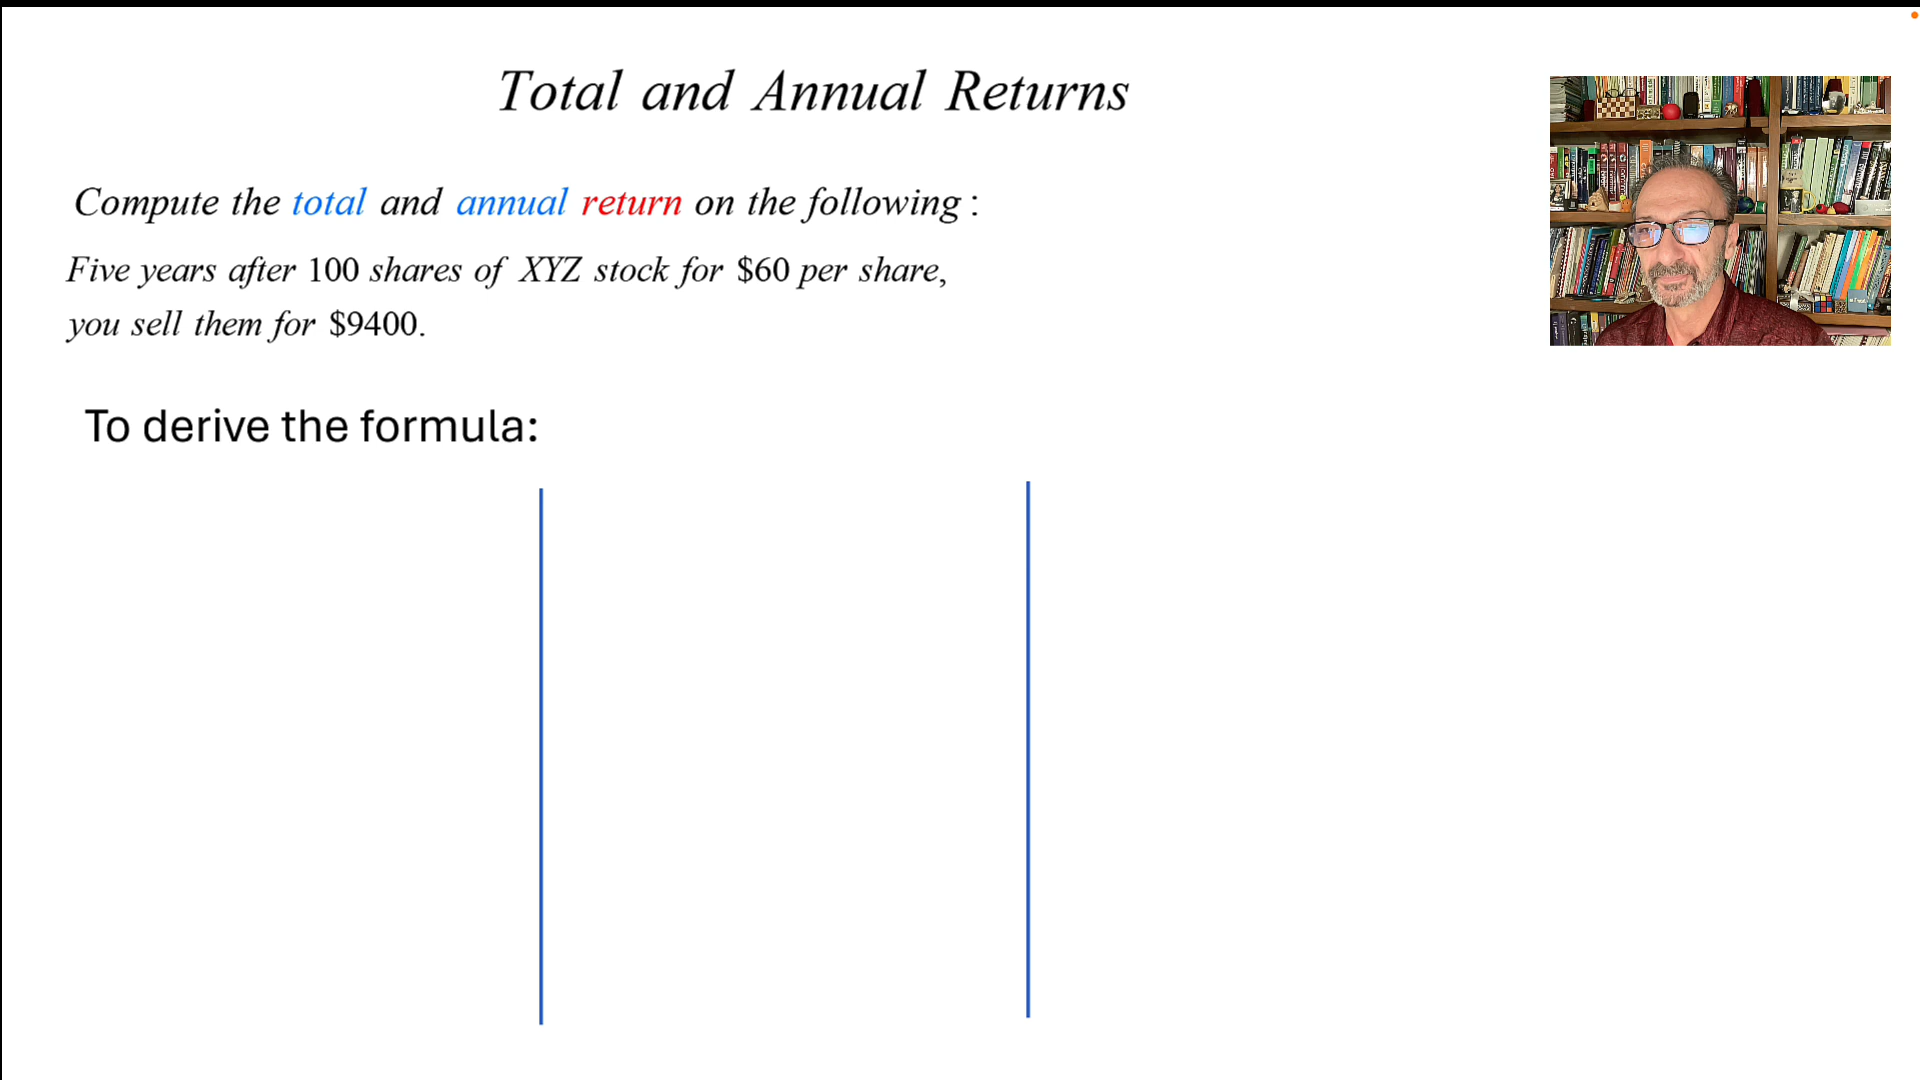 Total and Annual Returns
Compute the total and annual return on the following :
Five years after 100 shares of XYZ stock for $60 per share,
you sell them for $9400.
To derive the formula: